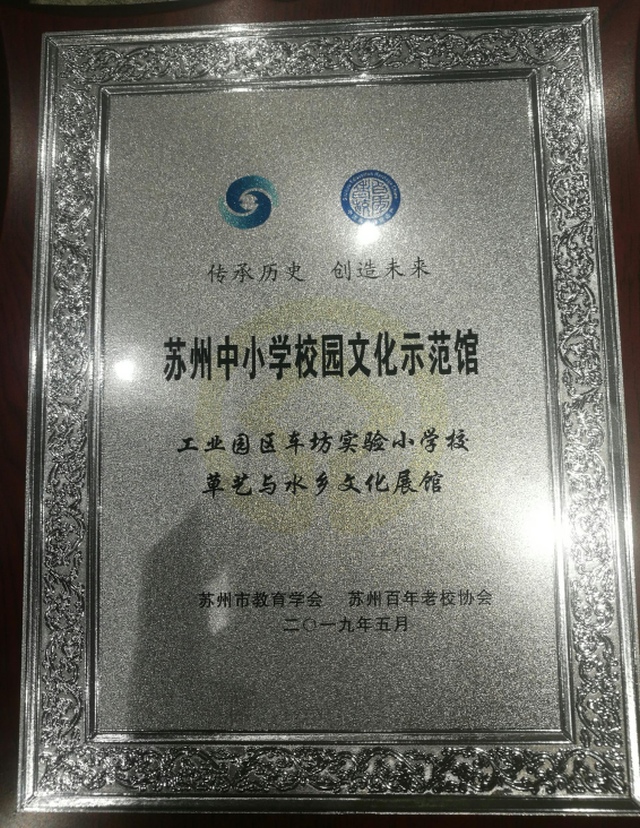 传承历史 创造未来
苏州中小学校园文化示范馆
工业园区车坊实验小学校
草艺与水乡文化展馆
苏州市教育学会 苏州百年老校协会
二〇一九年五月